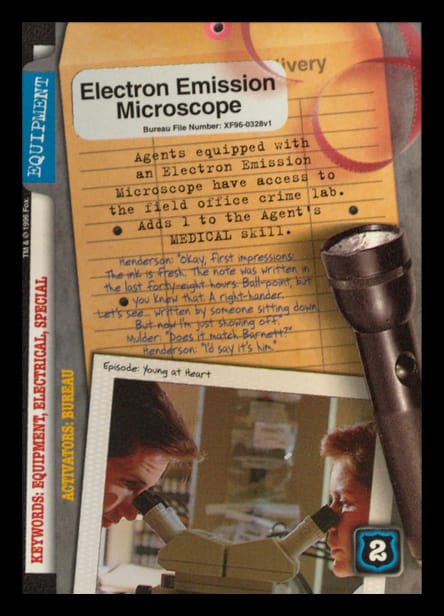 ivery
Electron Emission
Microscope
Bureau File Number: XF96-0328v1
Agents equipped with
an Electron Emission
Microscope have access to
the field office crime lab.
Adds 1 to the Agent's
MEDICAL skill.
Henderson: "Okay, first impressions:
The ink is fresh. The note was written in
the last forty-eight hours. Ball-point, but
you knew that. A right-hander.
Let's see... written by someone sitting down.
But now I'm just showing off."
Mulder: "Does it match Barnett?"
Henderson: "I'd say it's him."
Episode: Young at Heart
2
EQUIPMENT
TM & © 1996 Fox.
KEYWORDS: EQUIPMENT, ELECTRICAL, SPECIAL
ACTIVATORS: BUREAU